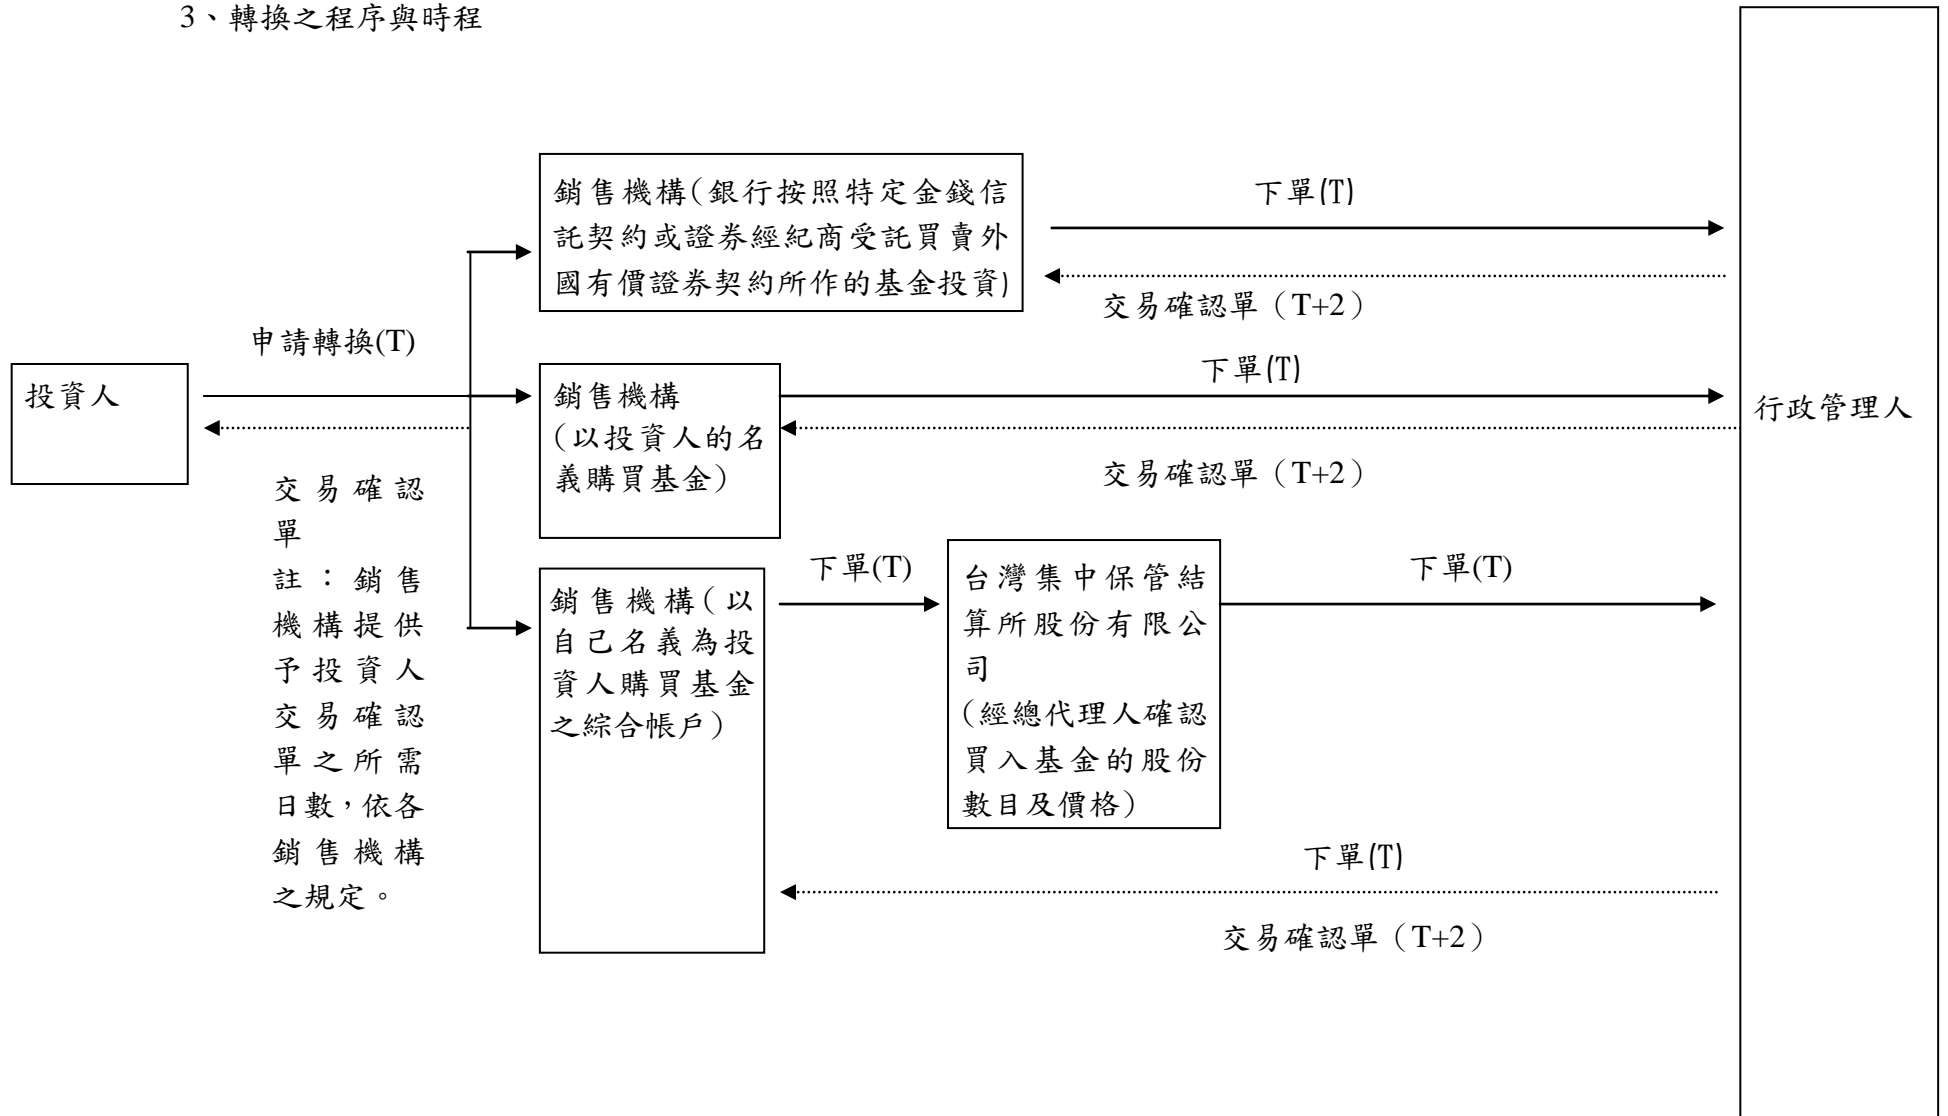 3、轉換之程序與時程
銷售機構(銀行按照特定金錢信
託契約或證券經紀商受託買賣外
國有價證券契約所作的基金投資)
下單(T)
交易確認單（T+2）
申請轉換(T)
投資人
銷售機構
（以投資人的名
義購買基金）
下單(T)
交易確認單（T+2）
行政管理人
交易確認
單
註：銷售
機構提供
予投資人
交易確認
單之所需
日數，依各
銷售機構
之規定。
銷售機構（以
自己名義為投
資人購買基金
之綜合帳戶）
下單(T)
台灣集中保管結
算所股份有限公
司
（經總代理人確認
買入基金的股份
數目及價格）
下單(T)
下單(T)
交易確認單（T+2）